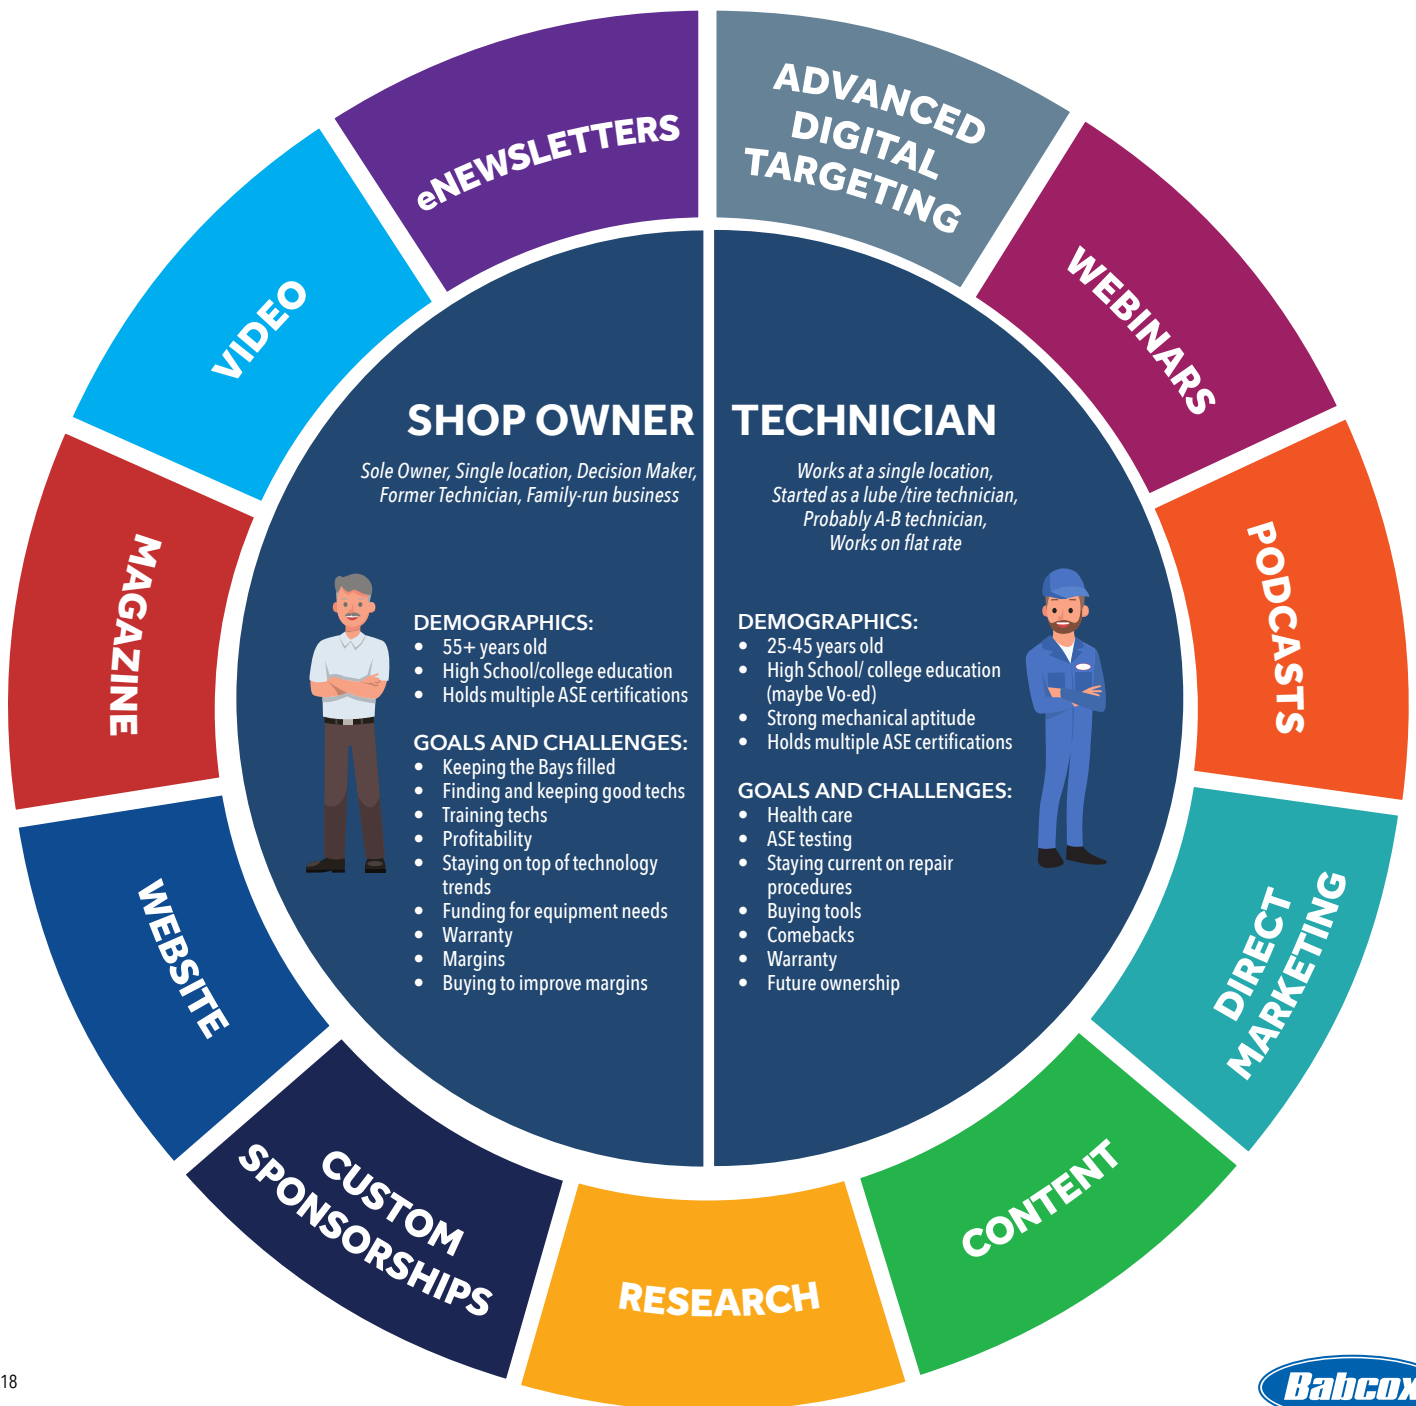 eNEWSLETTERS
ADVANCED
DIGITAL
TARGETING
WEBINARS
PODCASTS
DIRECT
MARKETING
CONTENT
RESEARCH
CUSTOM
SPONSORSHIPS
WEBSITE
MAGAZINE
VIDEO
SHOP OWNER
Sole Owner, Single location, Decision Maker,
Former Technician, Family-run business
DEMOGRAPHICS:
• 55+ years old
• High School/college education
• Holds multiple ASE certifications
GOALS AND CHALLENGES:
• Keeping the Bays filled
• Finding and keeping good techs
• Training techs
• Profitability
• Staying on top of technology
trends
• Funding for equipment needs
• Warranty
• Margins
• Buying to improve margins
TECHNICIAN
Works at a single location,
Started as a lube /tire technician,
Probably A-B technician,
Works on flat rate
DEMOGRAPHICS:
• 25-45 years old
• High School/ college education
(maybe Vo-ed)
• Strong mechanical aptitude
• Holds multiple ASE certifications
GOALS AND CHALLENGES:
• Health care
• ASE testing
• Staying current on repair
procedures
• Buying tools
• Comebacks
• Warranty
• Future ownership
18
Babcox